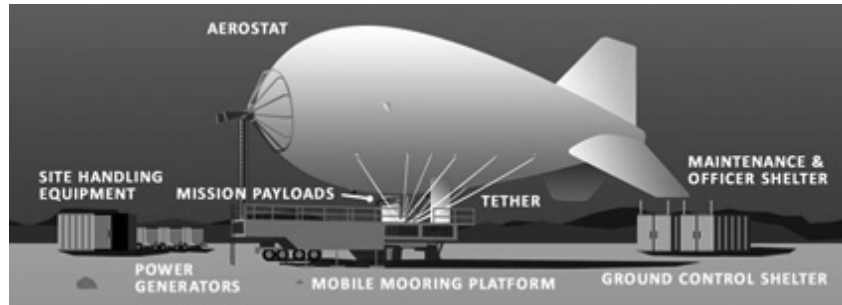 AEROSTAT
SITE HANDLING
EQUIPMENT
MISSION PAYLOADS
TETHER
MAINTENANCE &
OFFICER SHELTER
POWER
GENERATORS
MOBILE MOORING PLATFORM
GROUND CONTROL SHELTER